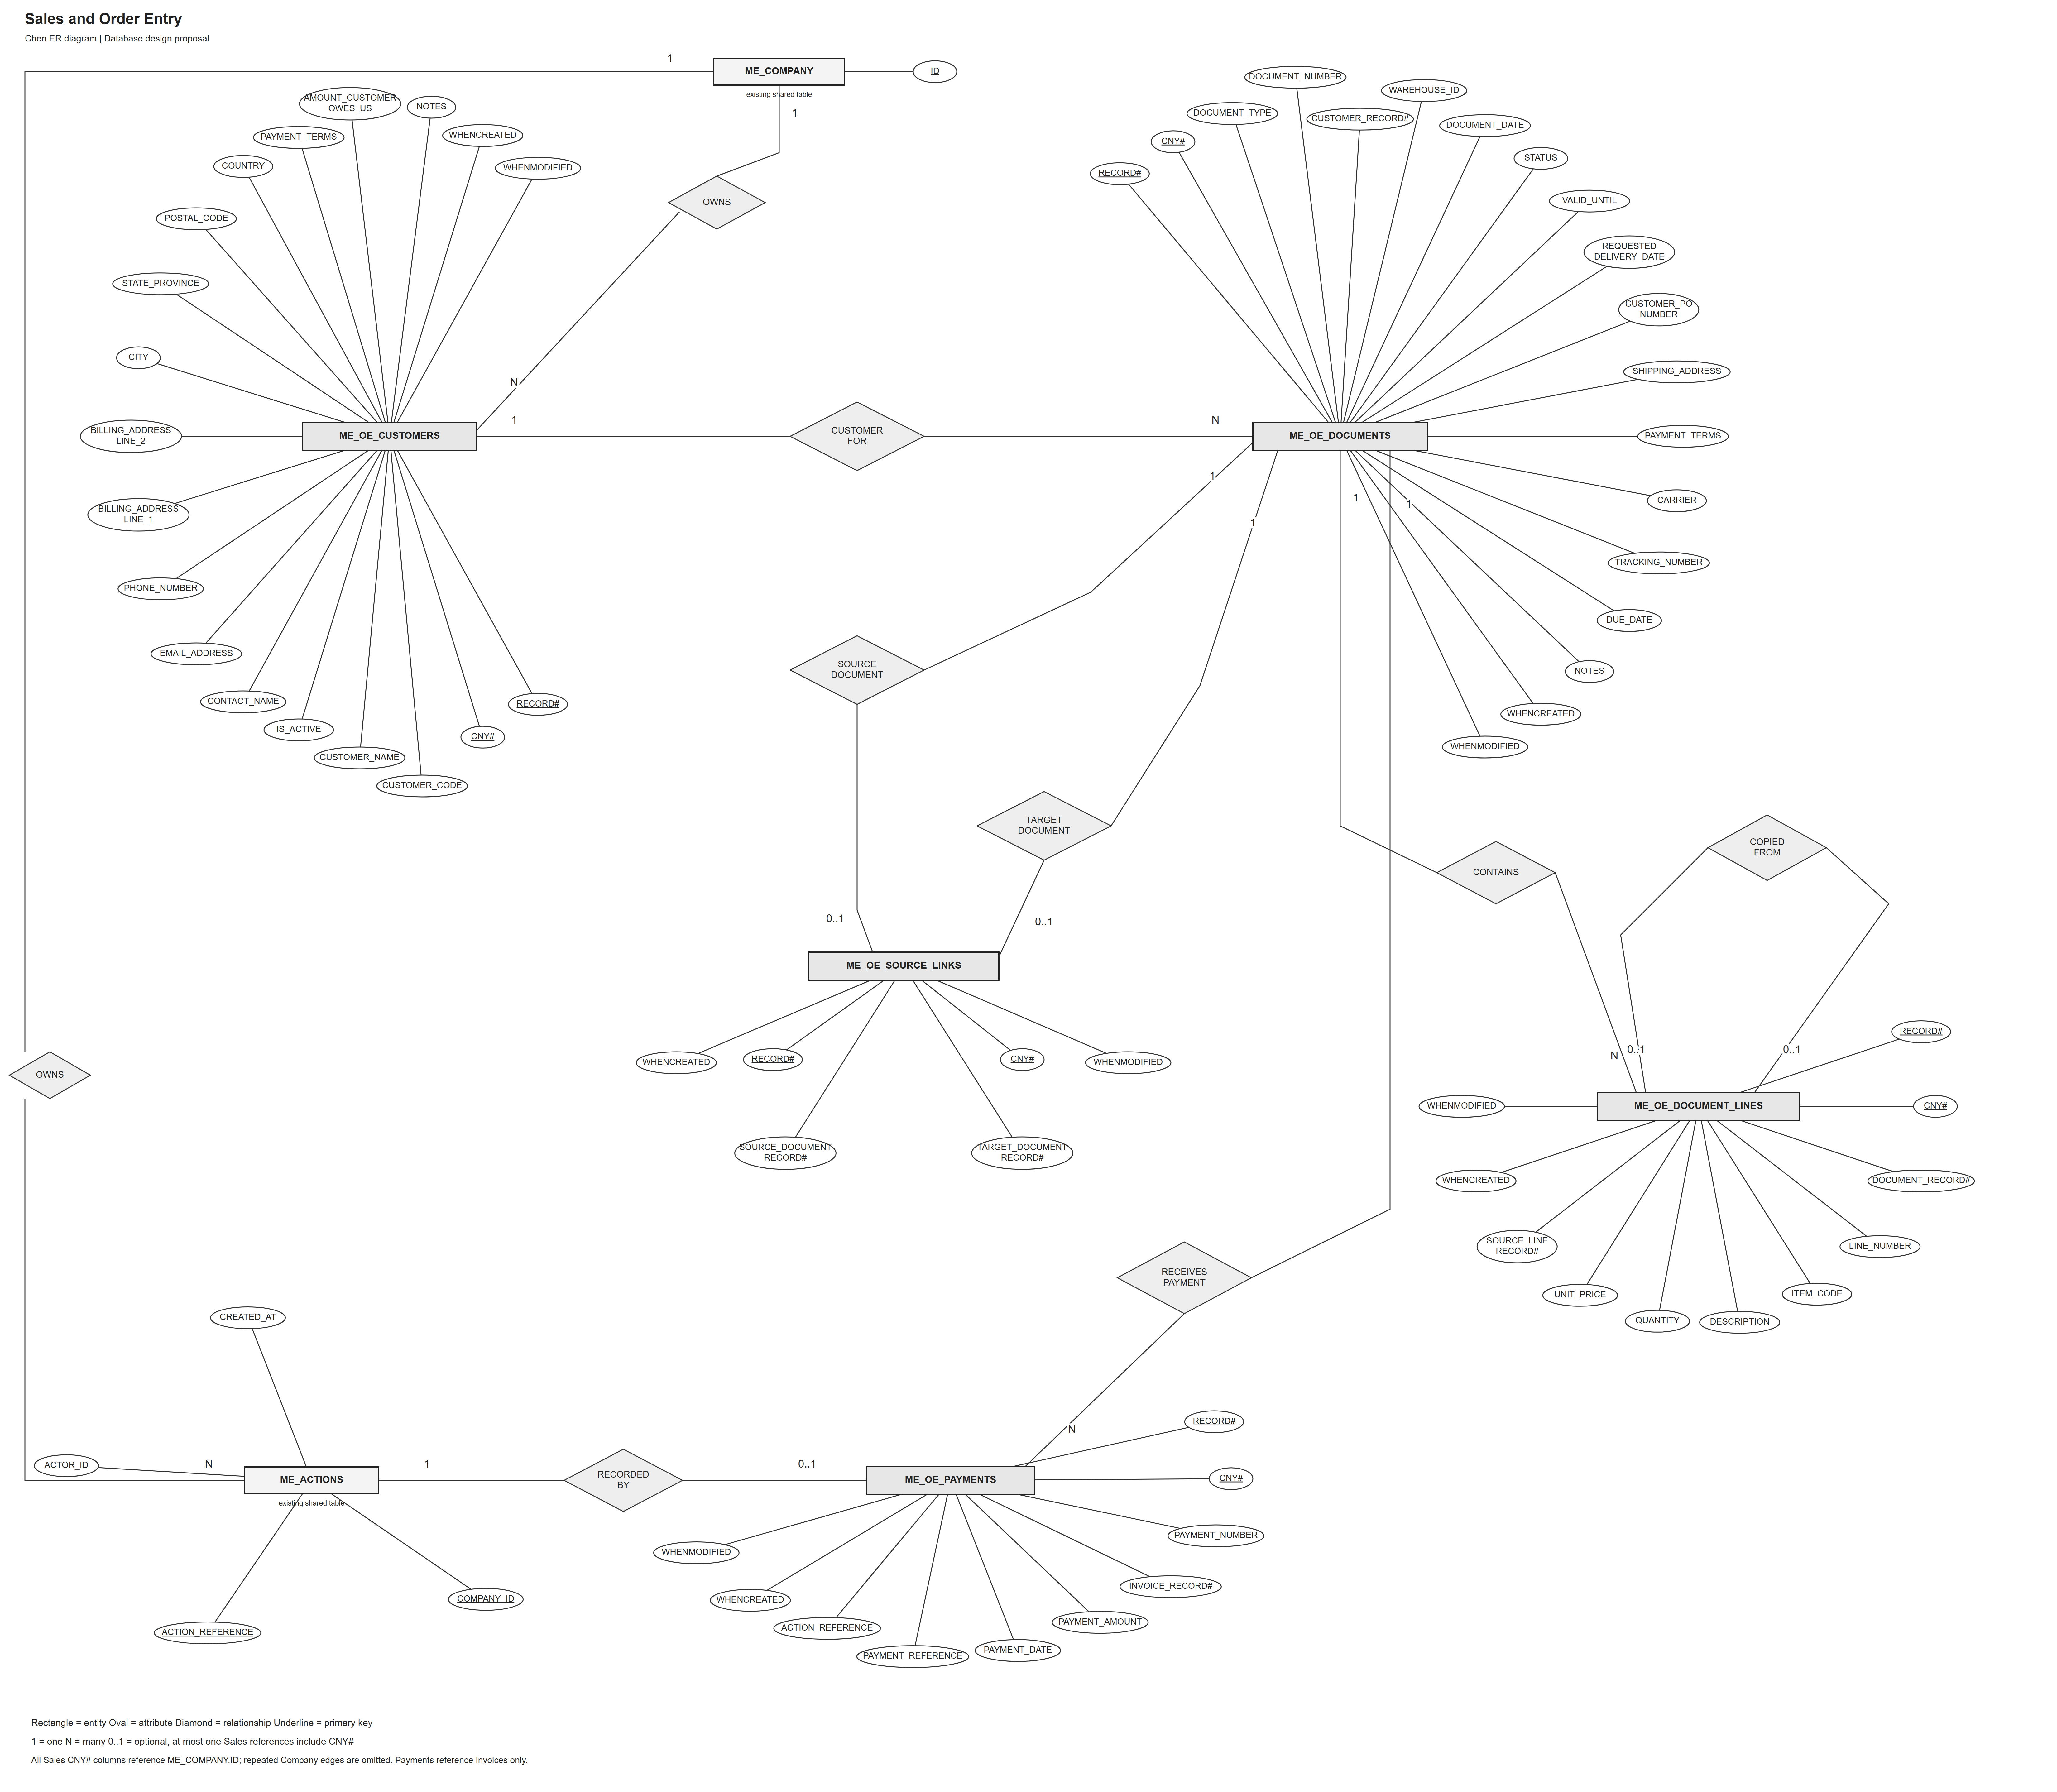 Sales and Order Entry
Chen ER diagram | Database design proposal
1
ME_COMPANY
existing shared table
ID
1
OWNS
N
AMOUNT_CUSTOMER
OWES_US
NOTES
PAYMENT_TERMS
WHENCREATED
COUNTRY
WHENMODIFIED
POSTAL_CODE
STATE_PROVINCE
CITY
BILLING_ADDRESS
LINE_2
ME_OE_CUSTOMERS
BILLING_ADDRESS
LINE_1
PHONE_NUMBER
EMAIL_ADDRESS
CONTACT_NAME
IS_ACTIVE
CUSTOMER_NAME
CUSTOMER_CODE
CNY#
RECORD#
1
CUSTOMER
FOR
N
DOCUMENT_NUMBER
WAREHOUSE_ID
DOCUMENT_TYPE
CUSTOMER_RECORD#
DOCUMENT_DATE
CNY#
STATUS
RECORD#
VALID_UNTIL
REQUESTED
DELIVERY_DATE
CUSTOMER_PO
NUMBER
SHIPPING_ADDRESS
ME_OE_DOCUMENTS
PAYMENT_TERMS
CARRIER
TRACKING_NUMBER
DUE_DATE
NOTES
WHENCREATED
WHENMODIFIED
1
1
1
1
SOURCE
DOCUMENT
TARGET
DOCUMENT
0..1
0..1
ME_OE_SOURCE_LINKS
WHENCREATED
RECORD#
CNY#
WHENMODIFIED
SOURCE_DOCUMENT
RECORD#
TARGET_DOCUMENT
RECORD#
CONTAINS
COPIED
FROM
N
0..1
0..1
RECORD#
WHENMODIFIED
ME_OE_DOCUMENT_LINES
CNY#
WHENCREATED
DOCUMENT_RECORD#
SOURCE_LINE
RECORD#
LINE_NUMBER
UNIT_PRICE
ITEM_CODE
QUANTITY
DESCRIPTION
OWNS
RECEIVES
PAYMENT
N
CREATED_AT
ACTOR_ID
N
ME_ACTIONS
existing shared table
COMPANY_ID
ACTION_REFERENCE
1
RECORDED
BY
0..1
ME_OE_PAYMENTS
RECORD#
CNY#
PAYMENT_NUMBER
WHENMODIFIED
INVOICE_RECORD#
WHENCREATED
PAYMENT_AMOUNT
ACTION_REFERENCE
PAYMENT_DATE
PAYMENT_REFERENCE
Rectangle = entity Oval = attribute Diamond = relationship Underline = primary key
1 = one N = many 0..1 = optional, at most one Sales references include CNY#
All Sales CNY# columns reference ME_COMPANY.ID; repeated Company edges are omitted. Payments reference Invoices only.